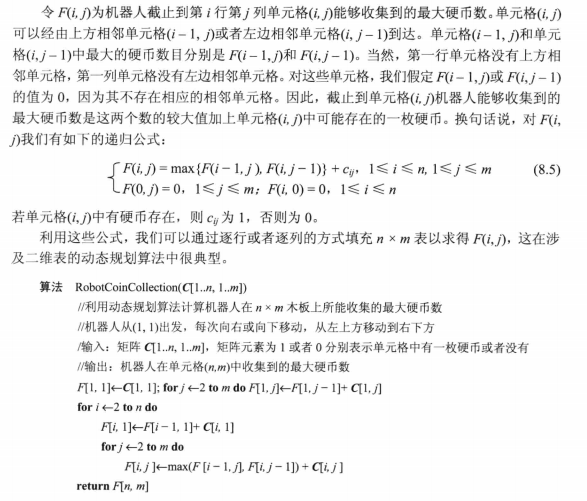 令 F(i, j)为机器人截止到第 i 行第 j 列单元格(i, j)能够收集到的最大硬币数。单元格(i, j)
可以经由上方相邻单元格(i − 1, j)或者左边相邻单元格(i, j − 1)到达。单元格(i − 1, j)和单元
格(i, j − 1)中最大的硬币数目分别是 F(i − 1, j)和 F(i, j − 1)。当然，第一行单元格没有上方相
邻单元格，第一列单元格没有左边相邻单元格。对这些单元格，我们假定 F(i − 1, j)或 F(i, j − 1)
的值为 0，因为其不存在相应的相邻单元格。因此，截止到单元格(i, j)机器人能够收集到的
最大硬币数是这两个数的较大值加上单元格(i, j)中可能存在的一枚硬币。换句话说，对 F(i,
j)我们有如下的递归公式：
F(i, j) = max{F(i − 1, j ), F(i, j − 1)} + cᵢⱼ，1 ≤ i ≤ n, 1 ≤ j ≤ m (8.5)
F(0, j) = 0，1 ≤ j ≤ m；F(i, 0) = 0，1 ≤ i ≤ n
若单元格(i, j)中有硬币存在，则 cᵢⱼ 为 1，否则为 0。
利用这些公式，我们可以通过逐行或者逐列的方式填充 n × m 表以求得 F(i, j)，这在涉
及二维表的动态规划算法中很典型。
算法 RobotCoinCollection(C[1..n, 1..m])
//利用动态规划算法计算机器人在 n × m 木板上所能收集的最大硬币数
//机器人从(1, 1)出发，每次向右或向下移动，从左上方移动到右下方
/输入：矩阵 C[1..n, 1..m]，矩阵元素为 1 或者 0 分别表示单元格中有一枚硬币或者没有
//输出：机器人在单元格(n,m)中收集到的最大硬币数
F[1, 1]←C[1, 1]; for j ←2 to m do F[1, j]←F[1, j − 1]+ C[1, j]
for i ←2 to n do
F[i, 1]←F[i − 1, 1]+ C[i, 1]
for j ←2 to m do
F[i, j ]←max(F [i − 1, j], F[i, j − 1]) + C[i, j ]
return F[n, m]